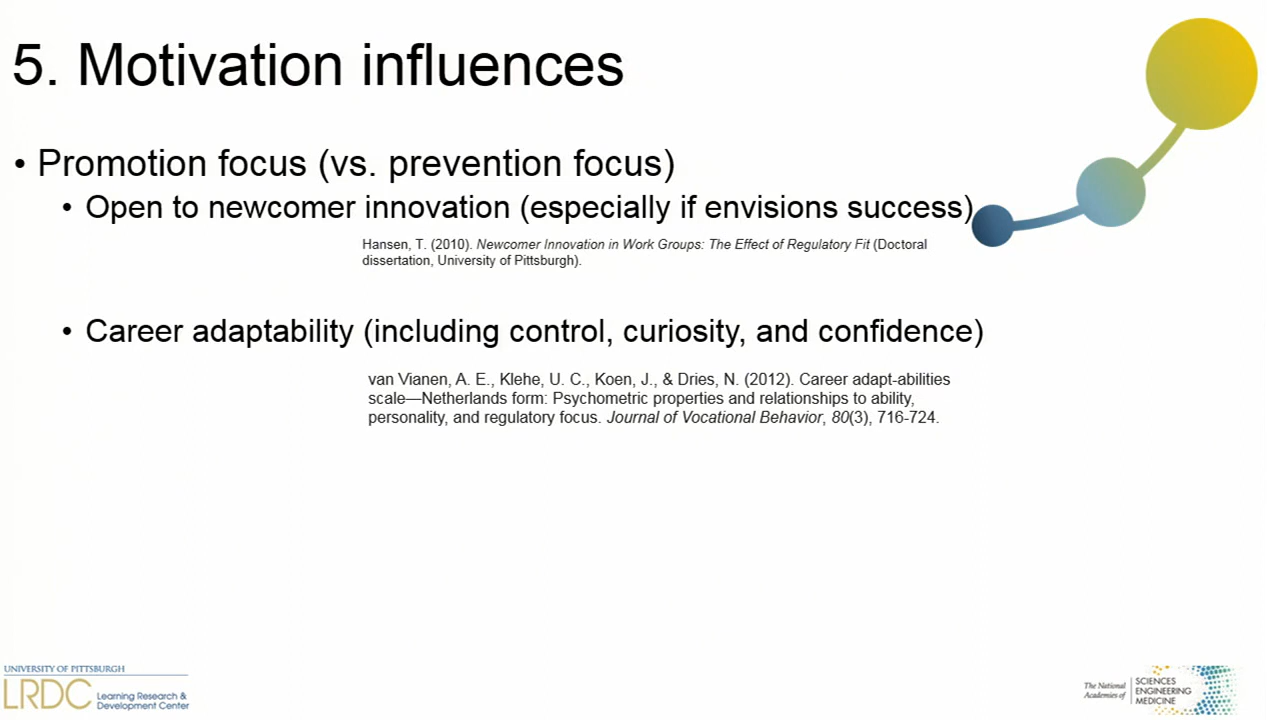 5. Motivation influences
• Promotion focus (vs. prevention focus)
• Open to newcomer innovation (especially if envisions success)
Hansen, T. (2010). Newcomer Innovation in Work Groups: The Effect of Regulatory Fit (Doctoral
dissertation, University of Pittsburgh).
• Career adaptability (including control, curiosity, and confidence)
van Vianen, A. E., Klehe, U. C., Koen, J., & Dries, N. (2012). Career adapt-abilities
scale—Netherlands form: Psychometric properties and relationships to ability,
personality, and regulatory focus. Journal of Vocational Behavior, 80(3), 716-724.
UNIVERSITY OF PITTSBURGH
LRDC Learning Research &
Development Center
The National
Academies of
SCIENCES
ENGINEERING
MEDICINE